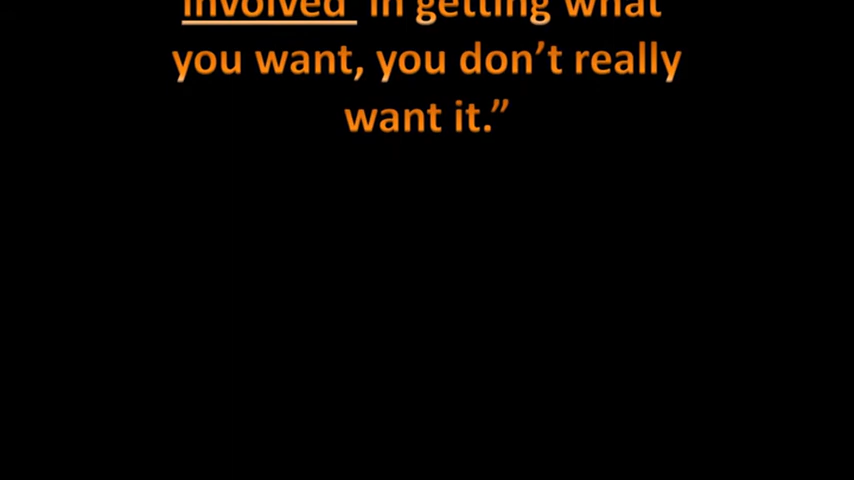 involved in getting what
you want, you don’t really
want it.”